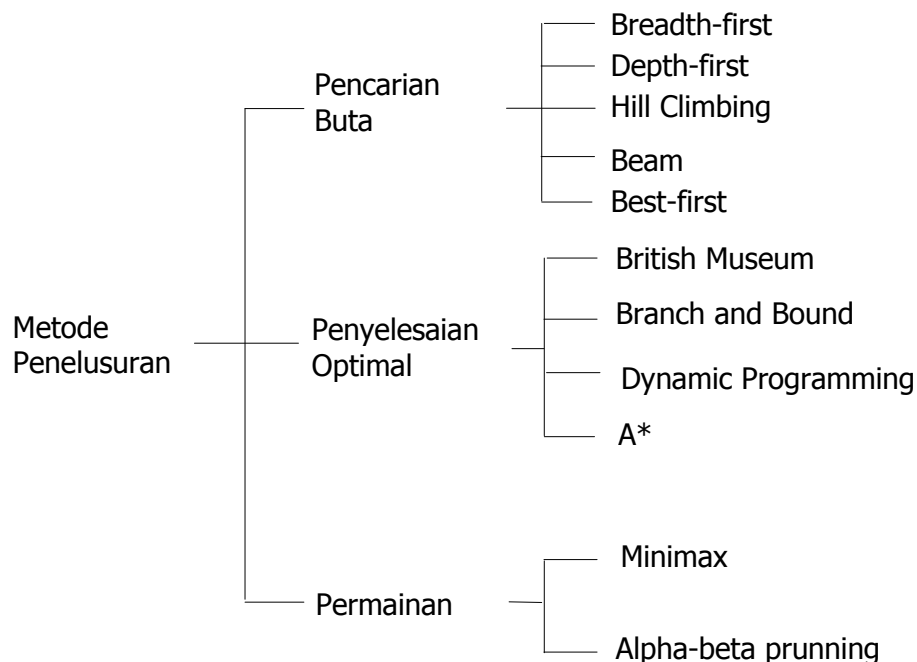 Metode
Penelusuran
Pencarian
Buta
Breadth-first
Depth-first
Hill Climbing
Beam
Best-first
Penyelesaian
Optimal
British Museum
Branch and Bound
Dynamic Programming
A*
Permainan
Minimax
Alpha-beta prunning